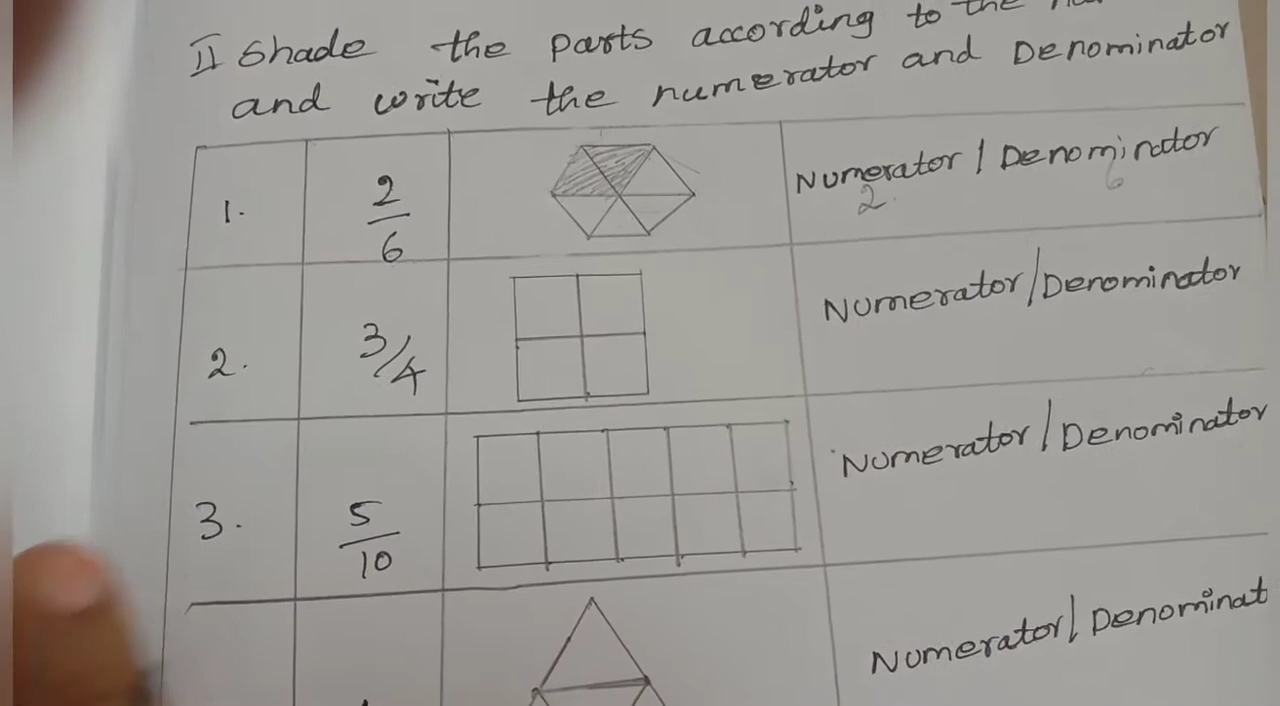 II Shade the parts according to the
and write the numerator and Denominator
1. 2/6 Numerator / Denominator
2 6
2. 3/4 Numerator/Denominator
3. 5/10 Numerator/Denominator
Numerator/ Denominat